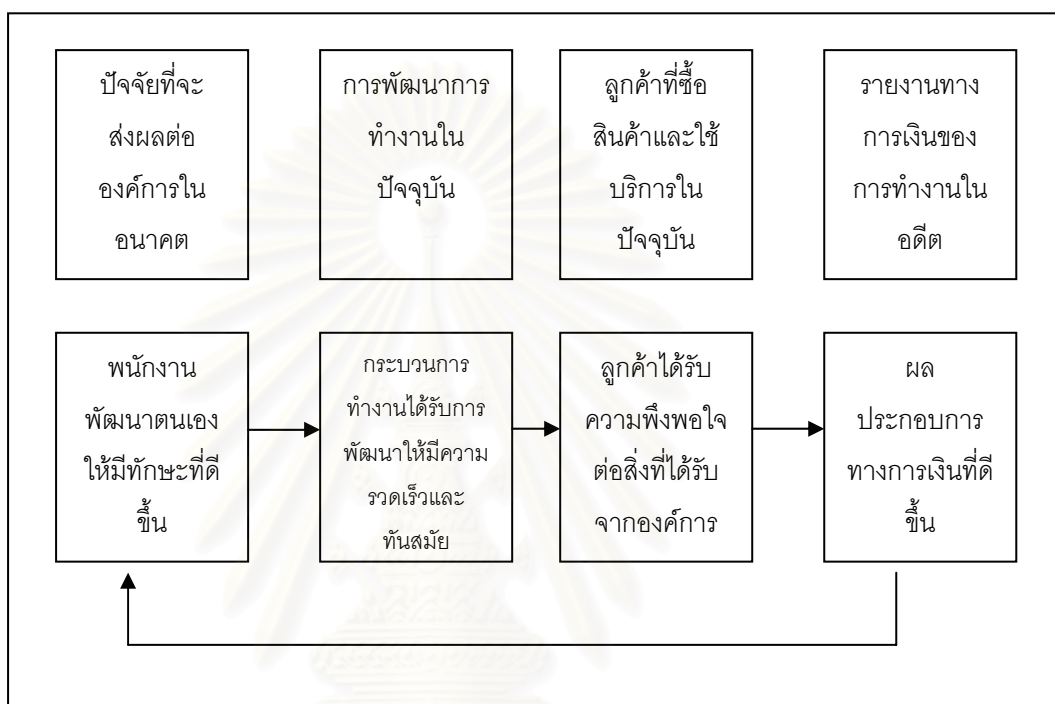 ปัจจัยที่จะ
ส่งผลต่อ
องค์การใน
อนาคต
การพัฒนาการ
ทำงานใน
ปัจจุบัน
ลูกค้าที่ซื้อ
สินค้าและใช้
บริการใน
ปัจจุบัน
รายงานทาง
การเงินของ
การทำงานใน
อดีต
พนักงาน
พัฒนาตนเอง
ให้มีทักษะที่ดี
ขึ้น
กระบวนการ
ทำงานได้รับการ
พัฒนาให้มีความ
รวดเร็วและ
ทันสมัย
ลูกค้าได้รับ
ความพึงพอใจ
ต่อสิ่งที่ได้รับ
จากองค์การ
ผล
ประกอบการ
ทางการเงินที่ดี
ขึ้น